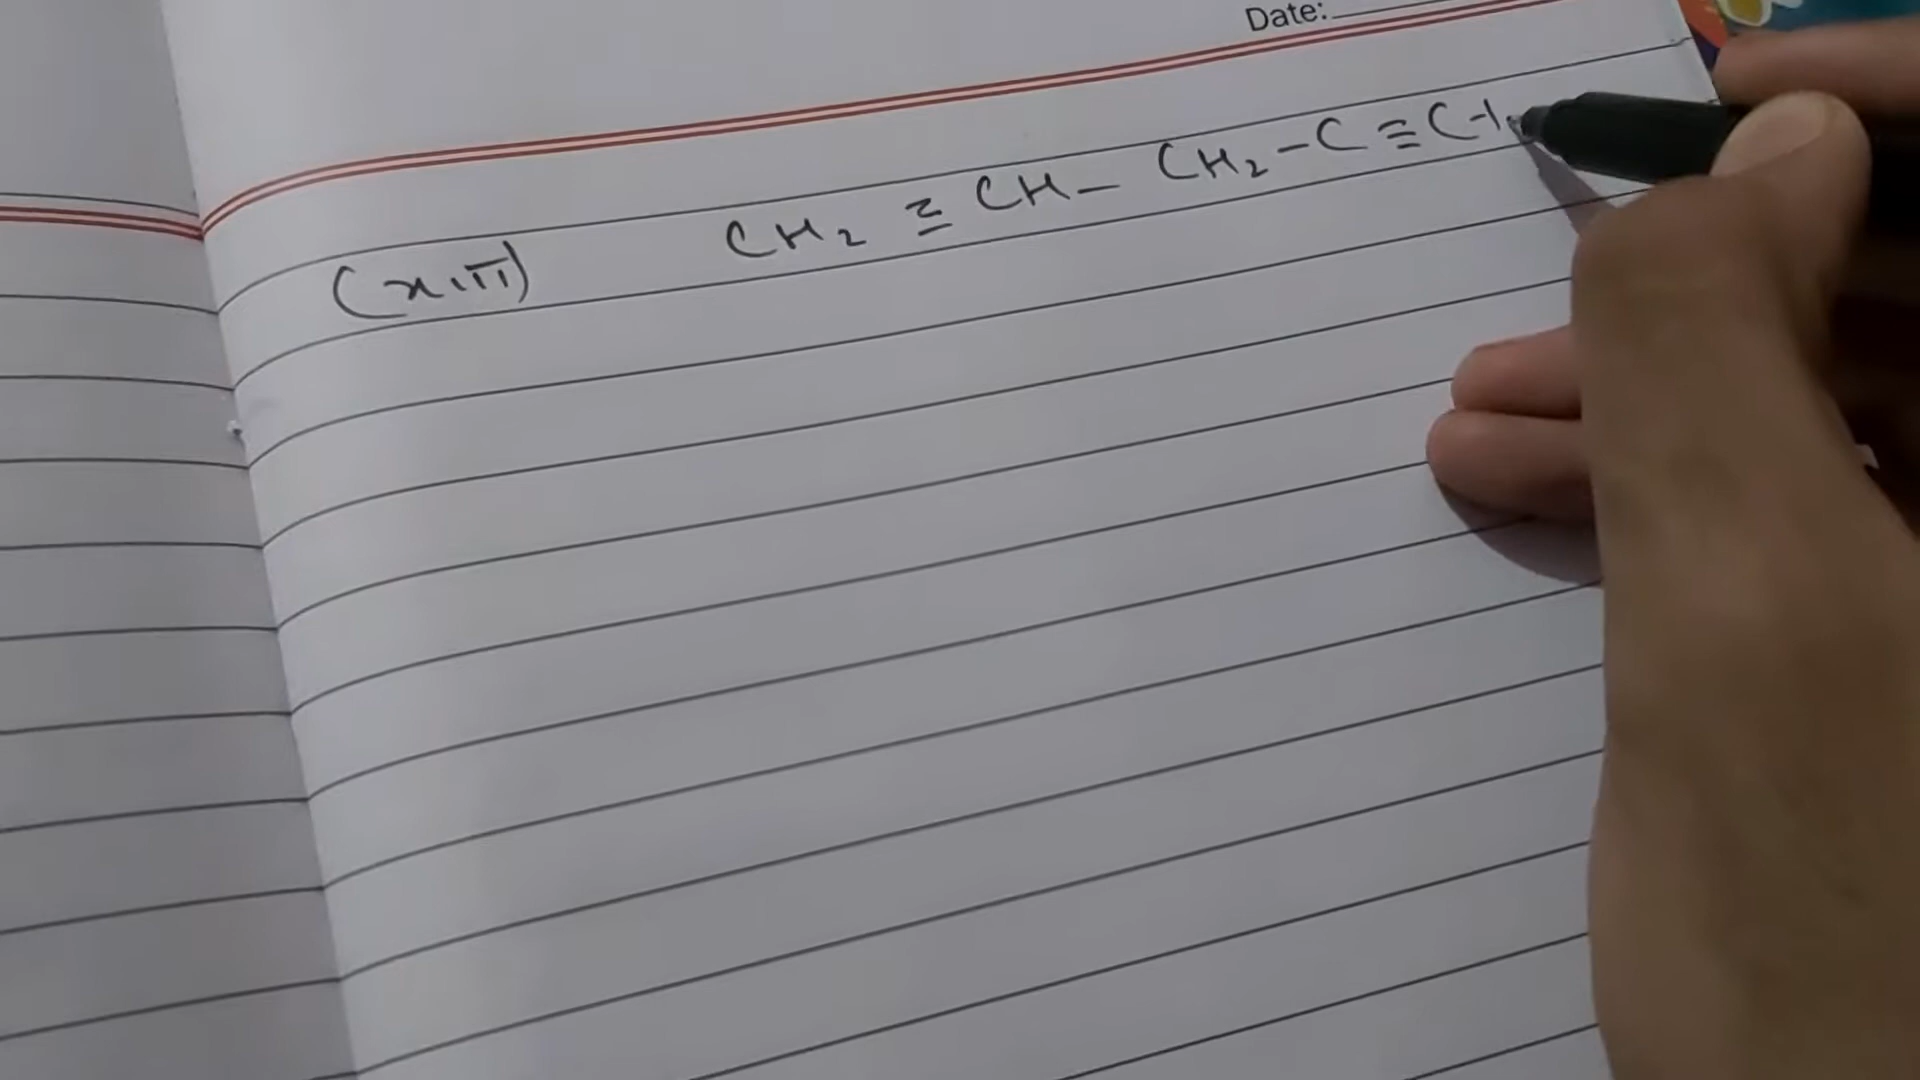 Date:
(xiii) CH₂ = CH - CH₂ - C ≡ C-